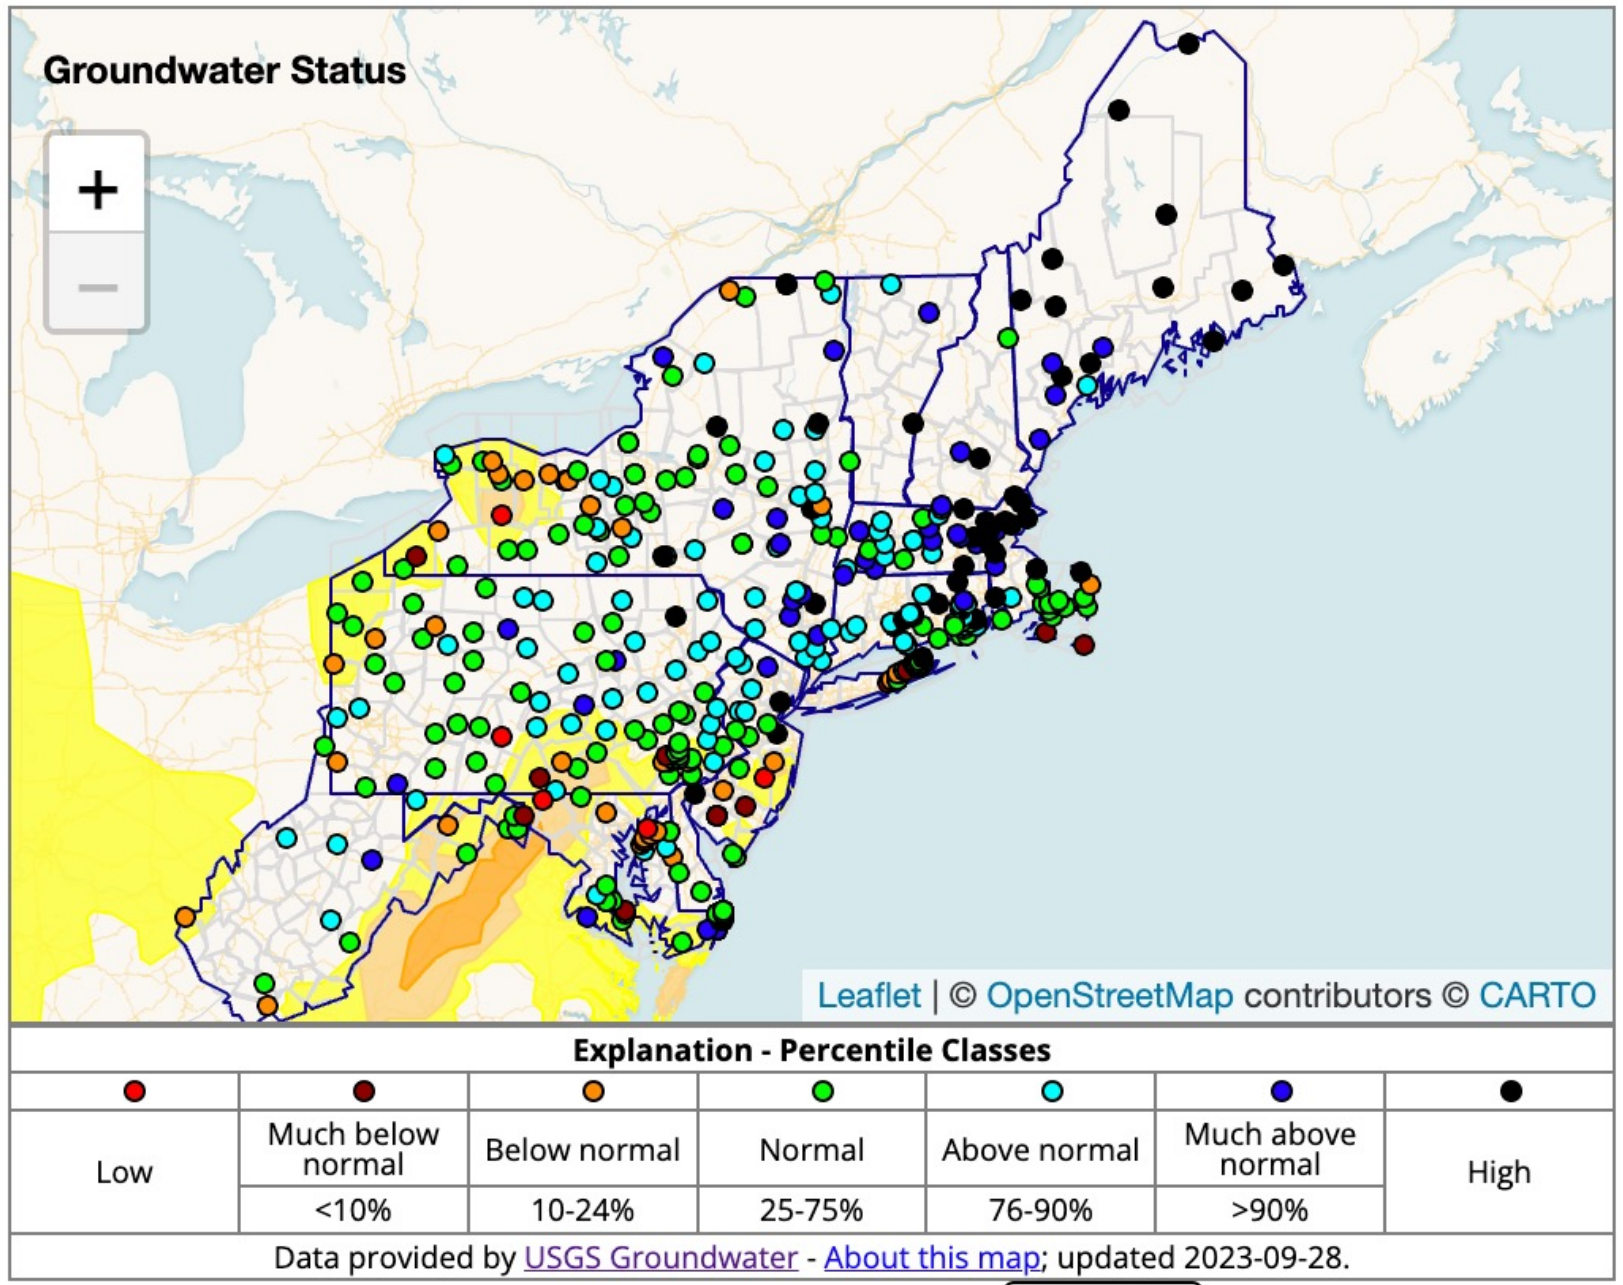 Groundwater Status
+
−
Leaflet | © OpenStreetMap contributors © CARTO
Explanation - Percentile Classes
Low
Much below normal
<10%
Below normal
10-24%
Normal
25-75%
Above normal
76-90%
Much above normal
>90%
High
Data provided by USGS Groundwater - About this map; updated 2023-09-28.